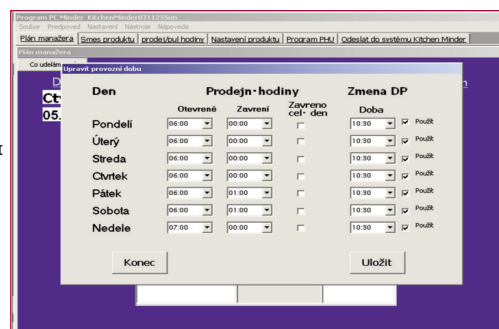 Program PC Minder KitchenMinder071125Sun
Soubor Predpoved Nastaveni Nástroje Nápoveda
Plán manažera Smes produktu prodej/pul hodiny Nastavení produktu Program PHU Odeslat do systému Kitchen Minder
Plán manažera
Co udelám
Upravit provozní dobu
Den Prodejn·hodiny Zmena DP
Otevrené Zavrení Zavreno cel· den Doba
Pondelí 06:00 00:00 10:30 Použít
Úterý 06:00 00:00 10:30 Použít
Streda 06:00 00:00 10:30 Použít
Ctvrtek 06:00 00:00 10:30 Použít
Pátek 06:00 01:00 10:30 Použít
Sobota 06:00 01:00 10:30 Použít
Nedele 07:00 00:00 10:30 Použít
Konec Uložit
05.